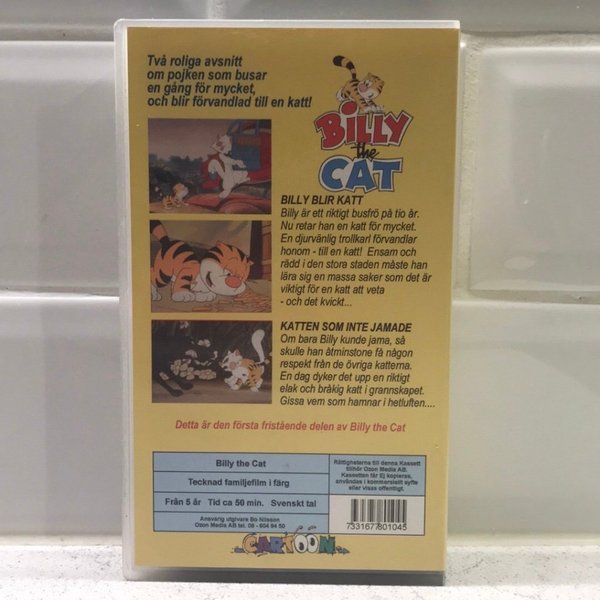 Två roliga avsnitt
om pojken som busar
en gång för mycket,
och blir förvandlad till en katt!
BILLY
the
CAT
BILLY BLIR KATT
Billy är ett riktigt busfrö på tio år.
Nu retar han en katt för mycket.
En djurvänlig trollkarl förvandlar
honom - till en katt! Ensam och
rädd i den stora staden måste han
lära sig en massa saker som det är
viktigt för en katt att veta
- och det kvickt...
KATTEN SOM INTE JAMADE
Om bara Billy kunde jama, så
skulle han åtminstone få någon
respekt från de övriga katterna.
En dag dyker det upp en riktigt
elak och bråkig katt i grannskapet.
Gissa vem som hamnar i hetluften....
Detta är den första fristående delen av Billy the Cat
Billy the Cat
Tecknad familjefilm i färg
Från 5 år Tid ca 50 min. Svenskt tal
Ansvarig utgivare Bo Nilsson
Ozon Media AB tel. 08 - 604 94 50
Rättigheterna till denna Kassett
tillhör Ozon Media AB.
Kassetten får Ej kopieras,
användas i kommersiellt syfte
eller visas offentligt.
7331677801045
CARTOON